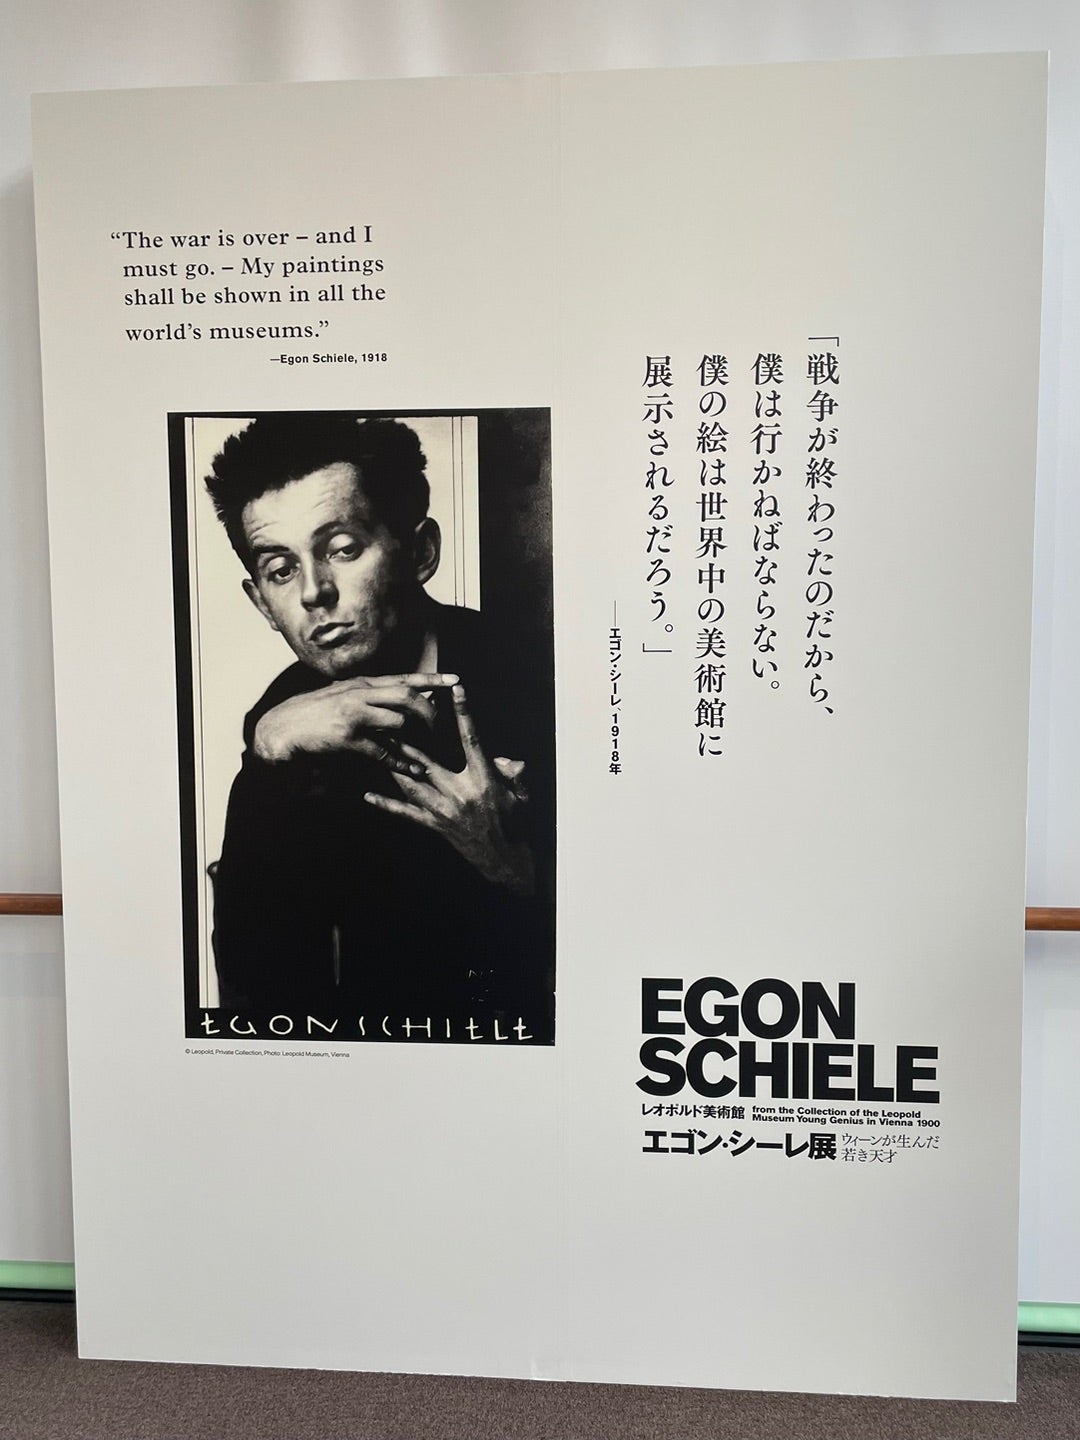 “The war is over – and I
must go. – My paintings
shall be shown in all the
world’s museums.”
—Egon Schiele, 1918
「戦争が終わったのだから、
僕は行かねばならない。
僕の絵は世界中の美術館に
展示されるだろう。」
——エゴン・シーレ、1918年
EGON SCHIELE
© Leopold, Private Collection, Photo: Leopold Museum, Vienna
EGON
SCHIELE
レオポルド美術館
from the Collection of the Leopold
Museum Young Genius in Vienna 1900
エゴン・シーレ展
ウィーンが生んだ
若き天才